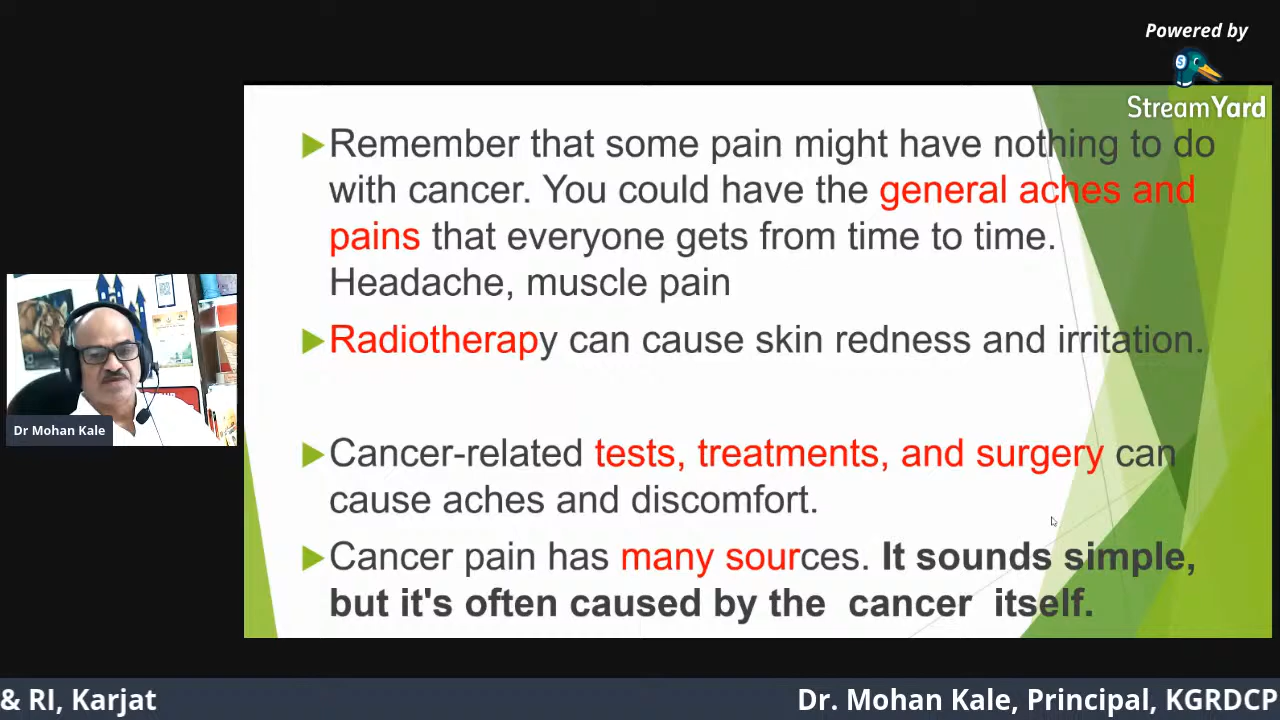 Powered by
StreamYard
Remember that some pain might have nothing to do
with cancer. You could have the general aches and
pains that everyone gets from time to time.
Headache, muscle pain
Radiotherapy can cause skin redness and irritation.
Cancer-related tests, treatments, and surgery can
cause aches and discomfort.
Cancer pain has many sources. It sounds simple,
but it's often caused by the cancer itself.
Dr Mohan Kale
& RI, Karjat
Dr. Mohan Kale, Principal, KGRDCP